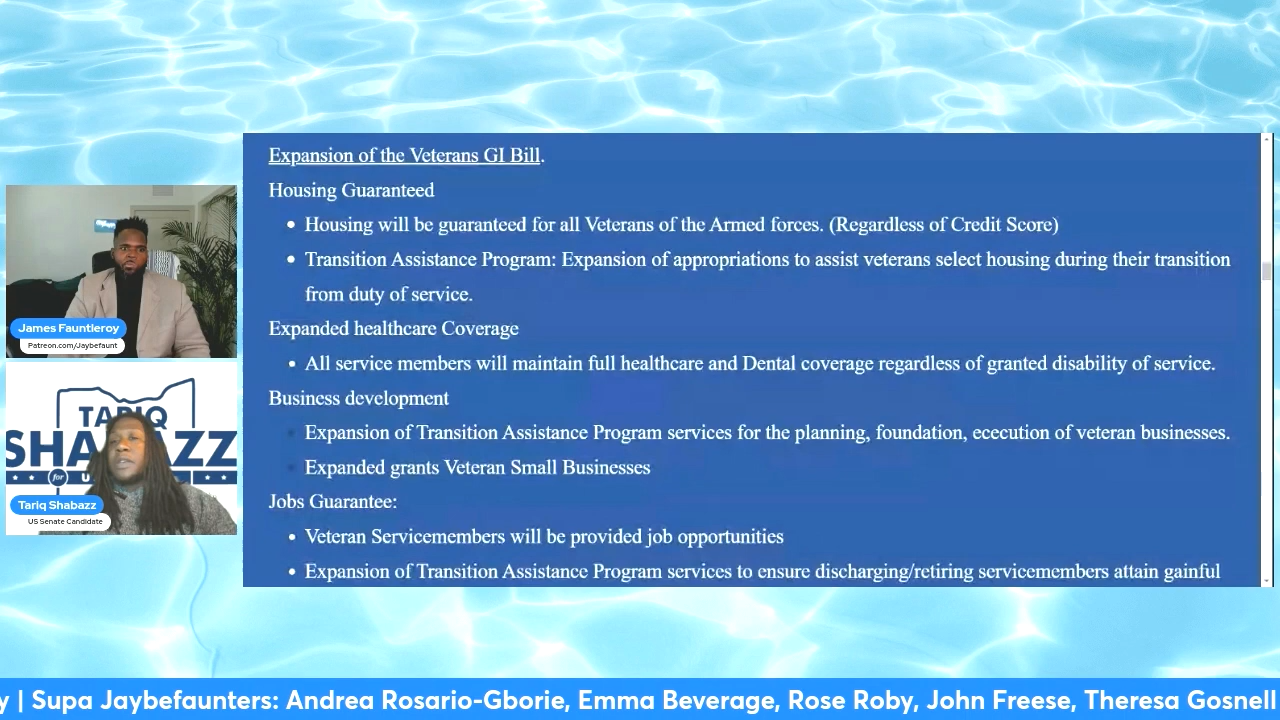 Expansion of the Veterans GI Bill.
Housing Guaranteed
Housing will be guaranteed for all Veterans of the Armed forces. (Regardless of Credit Score)
Transition Assistance Program: Expansion of appropriations to assist veterans select housing during their transition
from duty of service.
Expanded healthcare Coverage
All service members will maintain full healthcare and Dental coverage regardless of granted disability of service.
Business development
Expansion of Transition Assistance Program services for the planning, foundation, ececution of veteran businesses.
Expanded grants Veteran Small Businesses
Jobs Guarantee:
Veteran Servicemembers will be provided job opportunities
Expansion of Transition Assistance Program services to ensure discharging/retiring servicemembers attain gainful
James Fauntleroy
Patreon.com/Jaybefaunt
TARIQ
SHABAZZ
for
Tariq Shabazz
US Senate Candidate
y | Supa Jaybefaunters: Andrea Rosario-Gborie, Emma Beverage, Rose Roby, John Freese, Theresa Gosnell